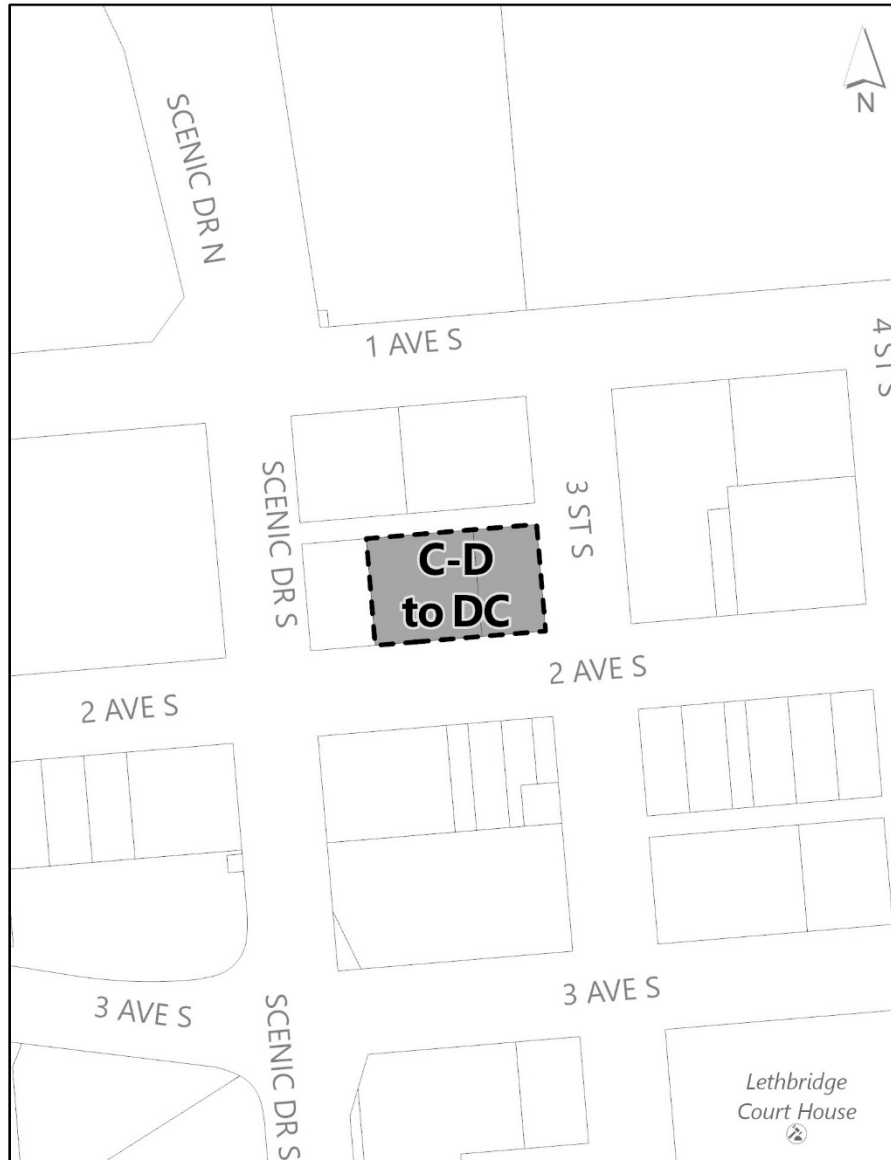 N
SCENIC DR N
1 AVE S
4 ST S
SCENIC DR S
3 ST S
C-D
to DC
2 AVE S
2 AVE S
3 AVE S
3 AVE S
SCENIC DR S
Lethbridge
Court House